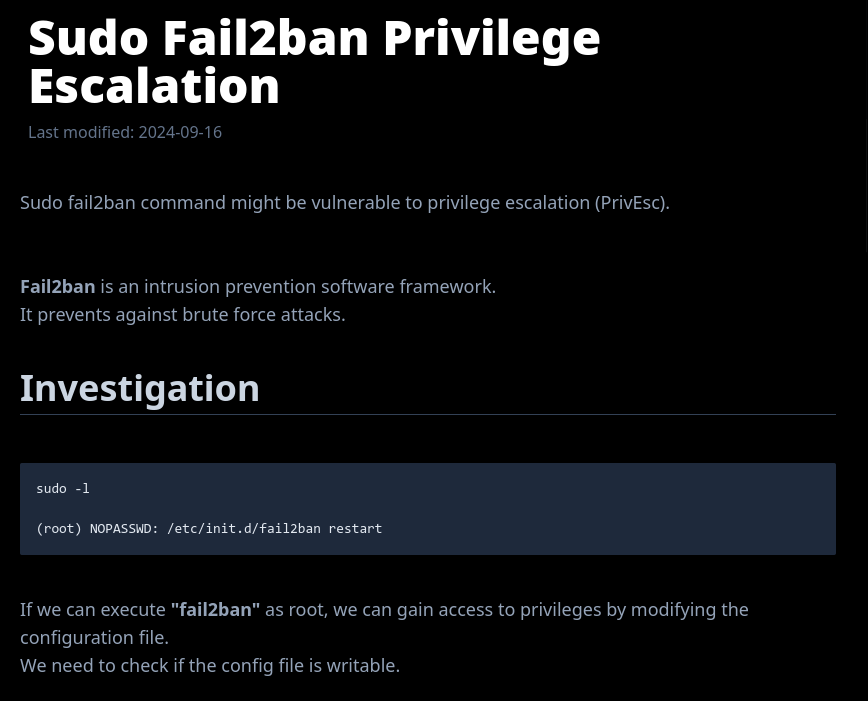 Sudo Fail2ban Privilege
Escalation
Last modified: 2024-09-16
Sudo fail2ban command might be vulnerable to privilege escalation (PrivEsc).
Fail2ban is an intrusion prevention software framework.
It prevents against brute force attacks.
Investigation
sudo -l
(root) NOPASSWD: /etc/init.d/fail2ban restart
If we can execute "fail2ban" as root, we can gain access to privileges by modifying the
configuration file.
We need to check if the config file is writable.